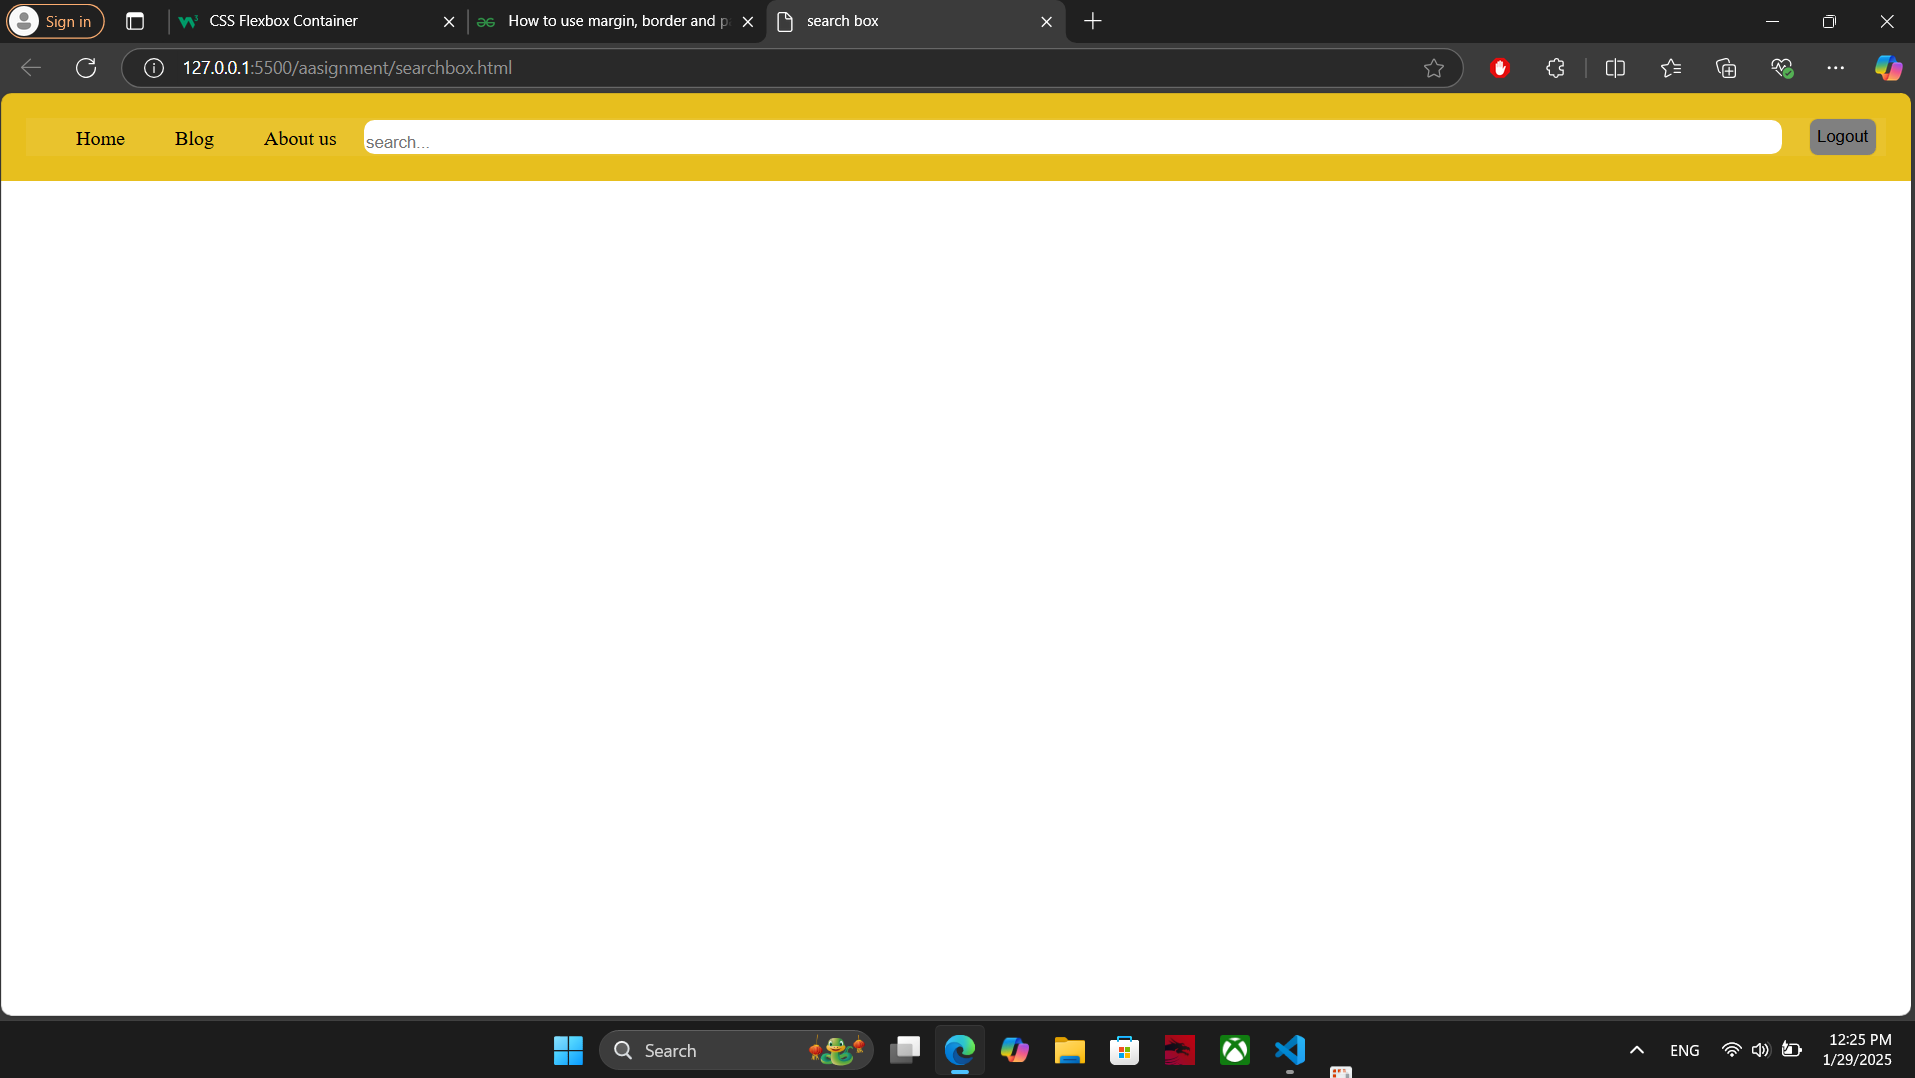 Sign in
CSS Flexbox Container
How to use margin, border and p
search box
127.0.0.1:5500/aasignment/searchbox.html
Home
Blog
About us
search...
Logout
Search
ENG
12:25 PM
1/29/2025